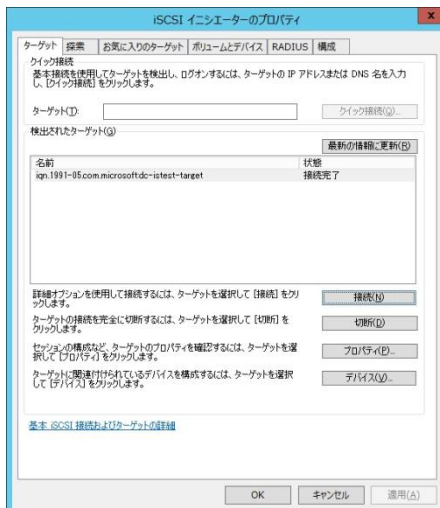 iSCSI イニシエーターのプロパティ
x
ターゲット 探索 お気に入りのターゲット ボリュームとデバイス RADIUS 構成
クイック接続
基本接続を使用してターゲットを検出し、ログオンするには、ターゲットの IP アドレスまたは DNS 名を入力
し、[クイック接続] をクリックします。
ターゲット(T): クイック接続(Q)...
検出されたターゲット(G)
最新の情報に更新(R)
名前 状態
iqn.1991-05.com.microsoft:dc-istest-target 接続完了
詳細オプションを使用して接続するには、ターゲットを選択して [接続] をクリ
ックします。
接続(N)
ターゲットの接続を完全に切断するには、ターゲットを選択して [切断] を
クリックします。
切断(D)
セッションの構成など、ターゲットのプロパティを確認するには、ターゲットを選
択して [プロパティ] をクリックします。
プロパティ(P)...
ターゲットに関連付けられているデバイスを構成するには、ターゲットを選択
して [デバイス] をクリックします。
デバイス(V)...
基本 iSCSI 接続およびターゲットの詳細
OK キャンセル 適用(A)